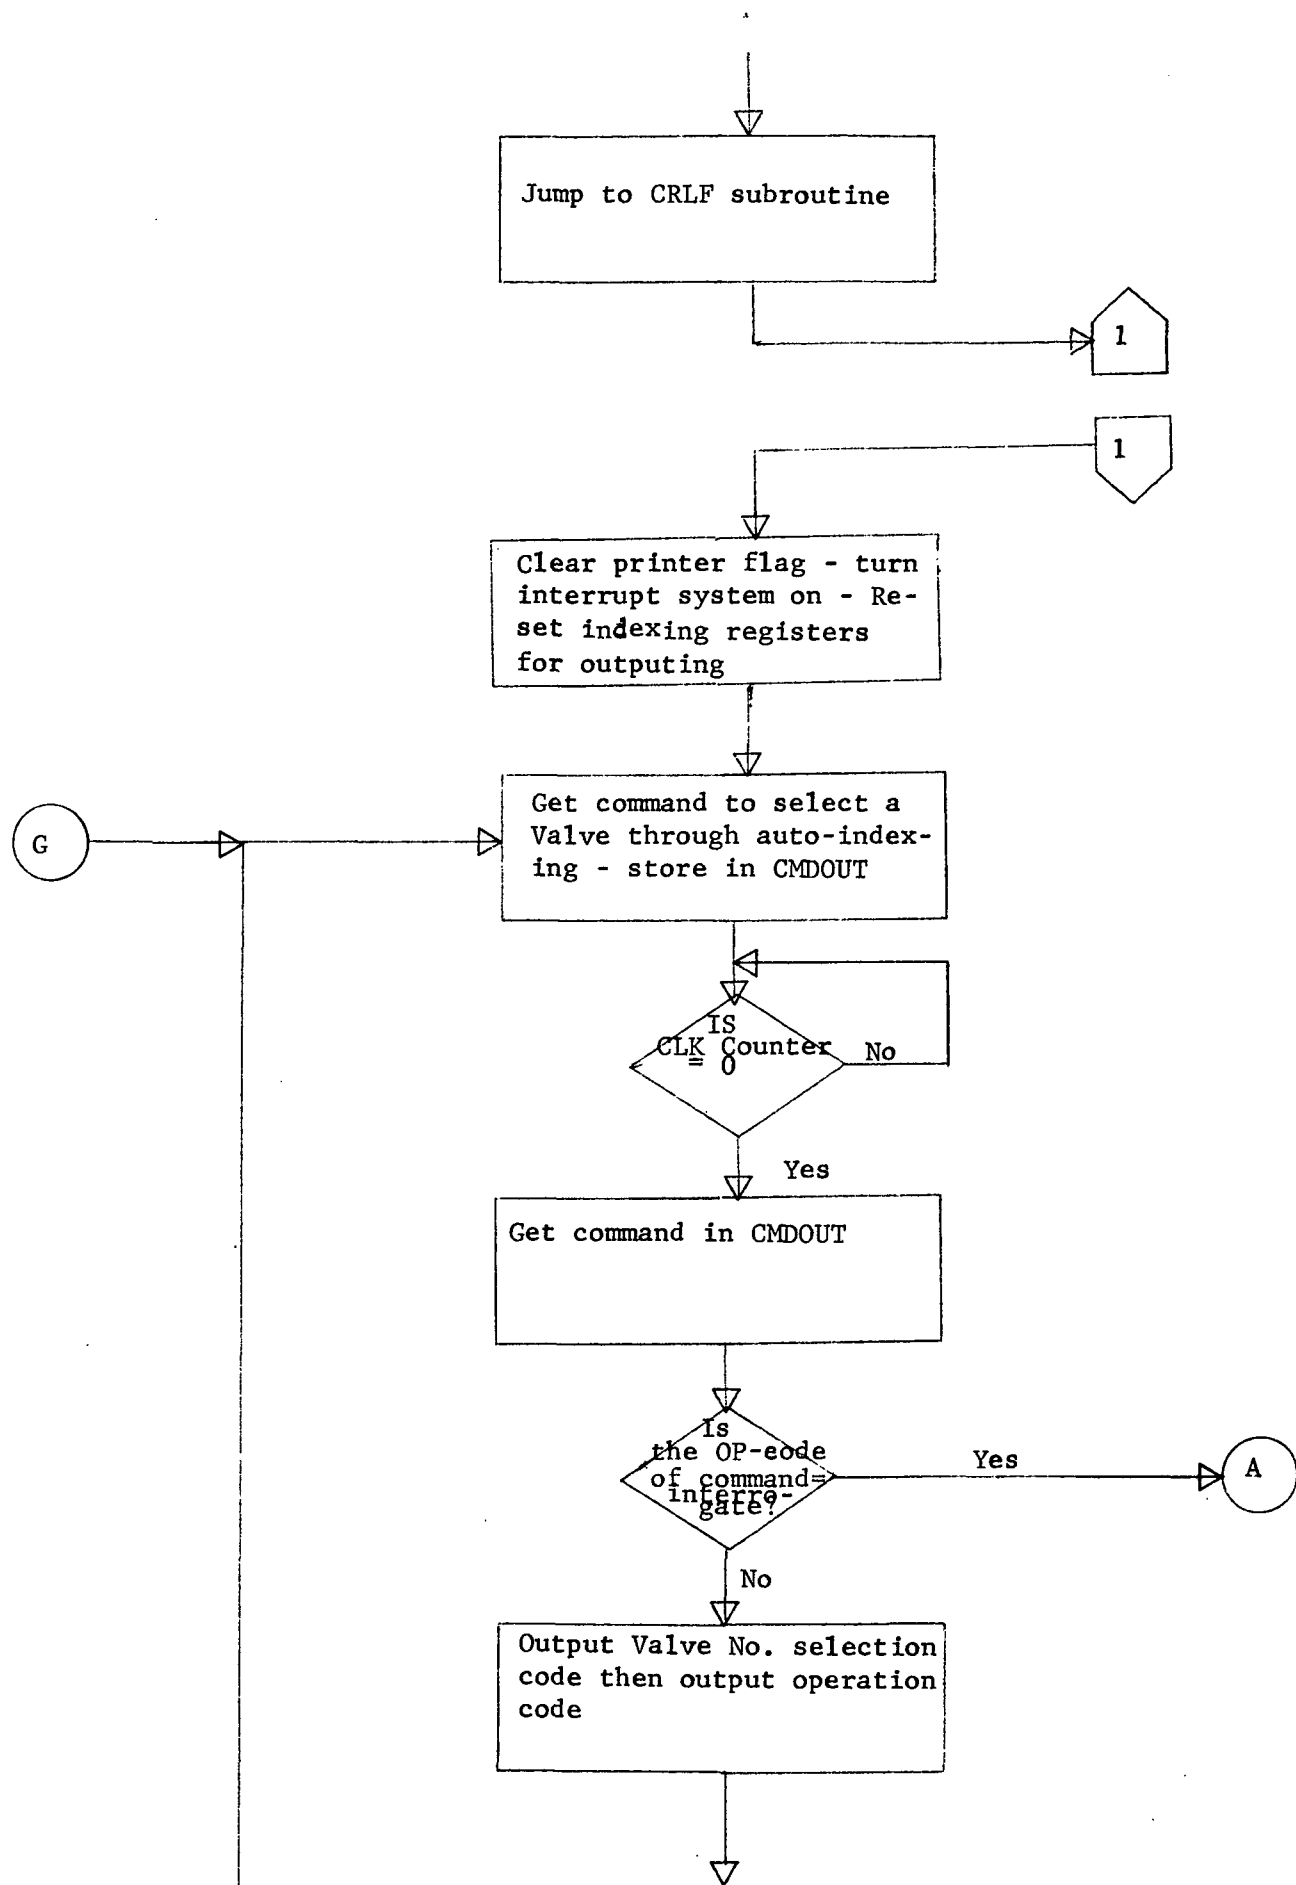 Jump to CRLF subroutine
1
1
Clear printer flag - turn
interrupt system on - Re-
set indexing registers
for outputing
Get command to select a
Valve through auto-index-
ing - store in CMDOUT
G
IS
CLK Counter
= 0
No
Yes
Get command in CMDOUT
Is
the OP-code
of command=
interro-
gate?
Yes
A
No
Output Valve No. selection
code then output operation
code